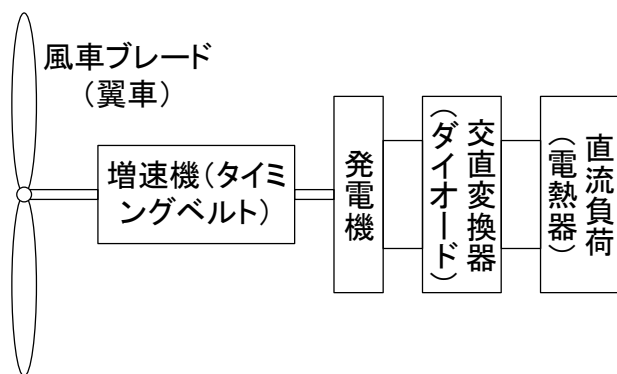 風車ブレード
(翼車)
増速機(タイミ
ングベルト)
発電機
交直変換器
(ダイオード)
直流負荷
(電熱器)